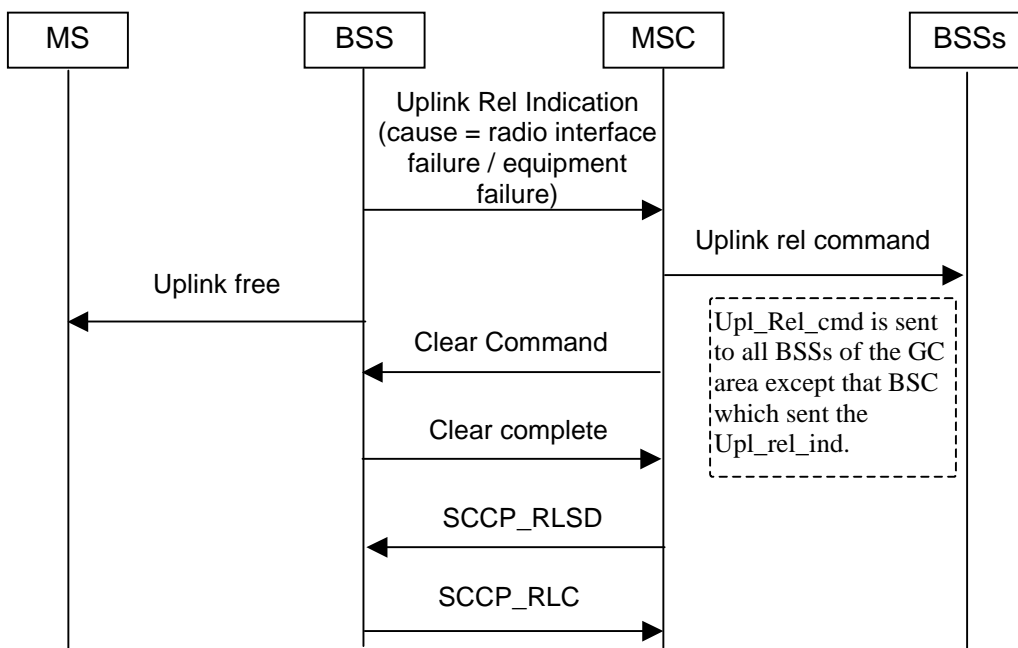 MS
BSS
MSC
BSSs
Uplink Rel Indication
(cause = radio interface
failure / equipment
failure)
Uplink rel command
Uplink free
Upl_Rel_cmd is sent
to all BSSs of the GC
area except that BSC
which sent the
Upl_rel_ind.
Clear Command
Clear complete
SCCP_RLSD
SCCP_RLC